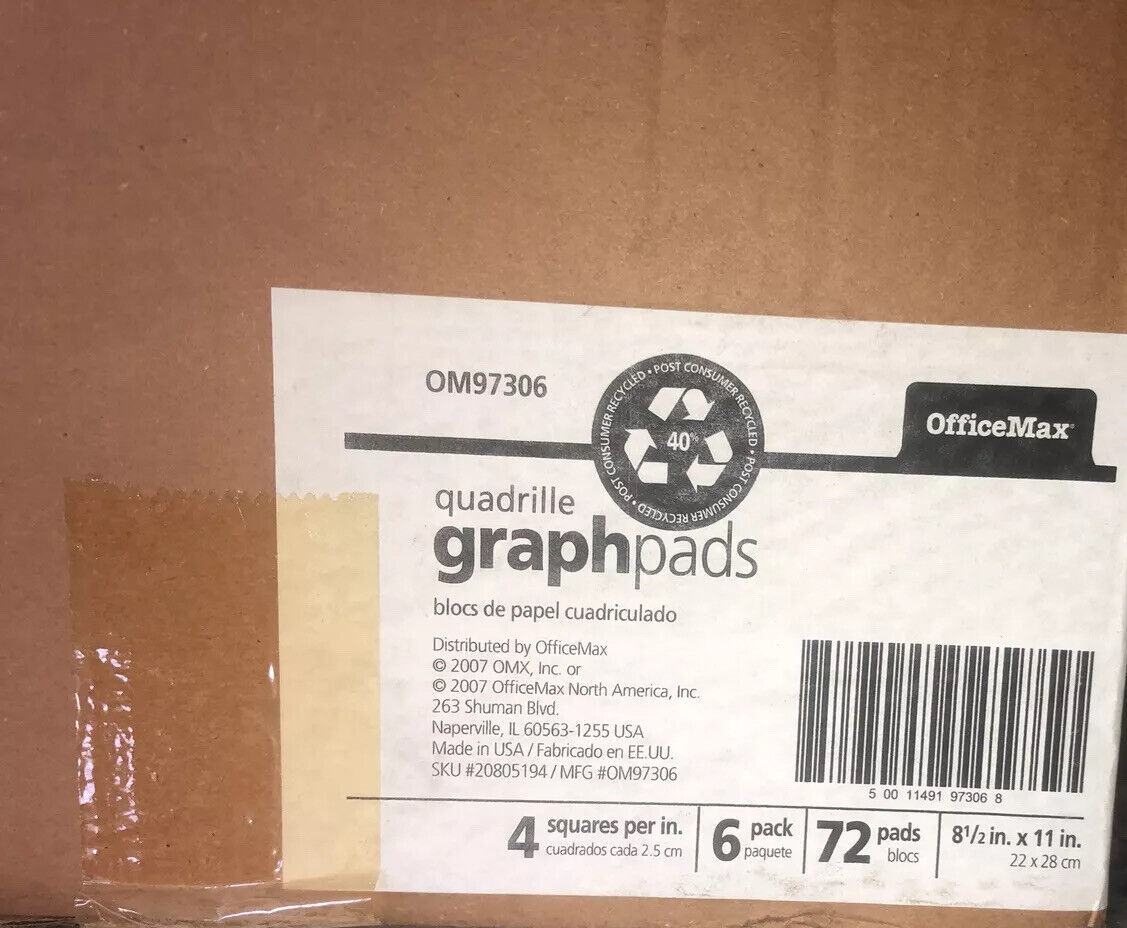 OM97306
POST CONSUMER RECYCLED • POST CONSUMER RECYCLED • POST CONSUMER RECYCLED •
40%
OfficeMax®
quadrille
graphpads
blocs de papel cuadriculado
Distributed by OfficeMax
© 2007 OMX, Inc. or
© 2007 OfficeMax North America, Inc.
263 Shuman Blvd.
Naperville, IL 60563-1255 USA
Made in USA / Fabricado en EE.UU.
SKU #20805194 / MFG #OM97306
5 00 11491 97306 8
4 squares per in.
cuadrados cada 2.5 cm
6 pack
paquete
72 pads
blocs
8 1/2 in. x 11 in.
22 x 28 cm